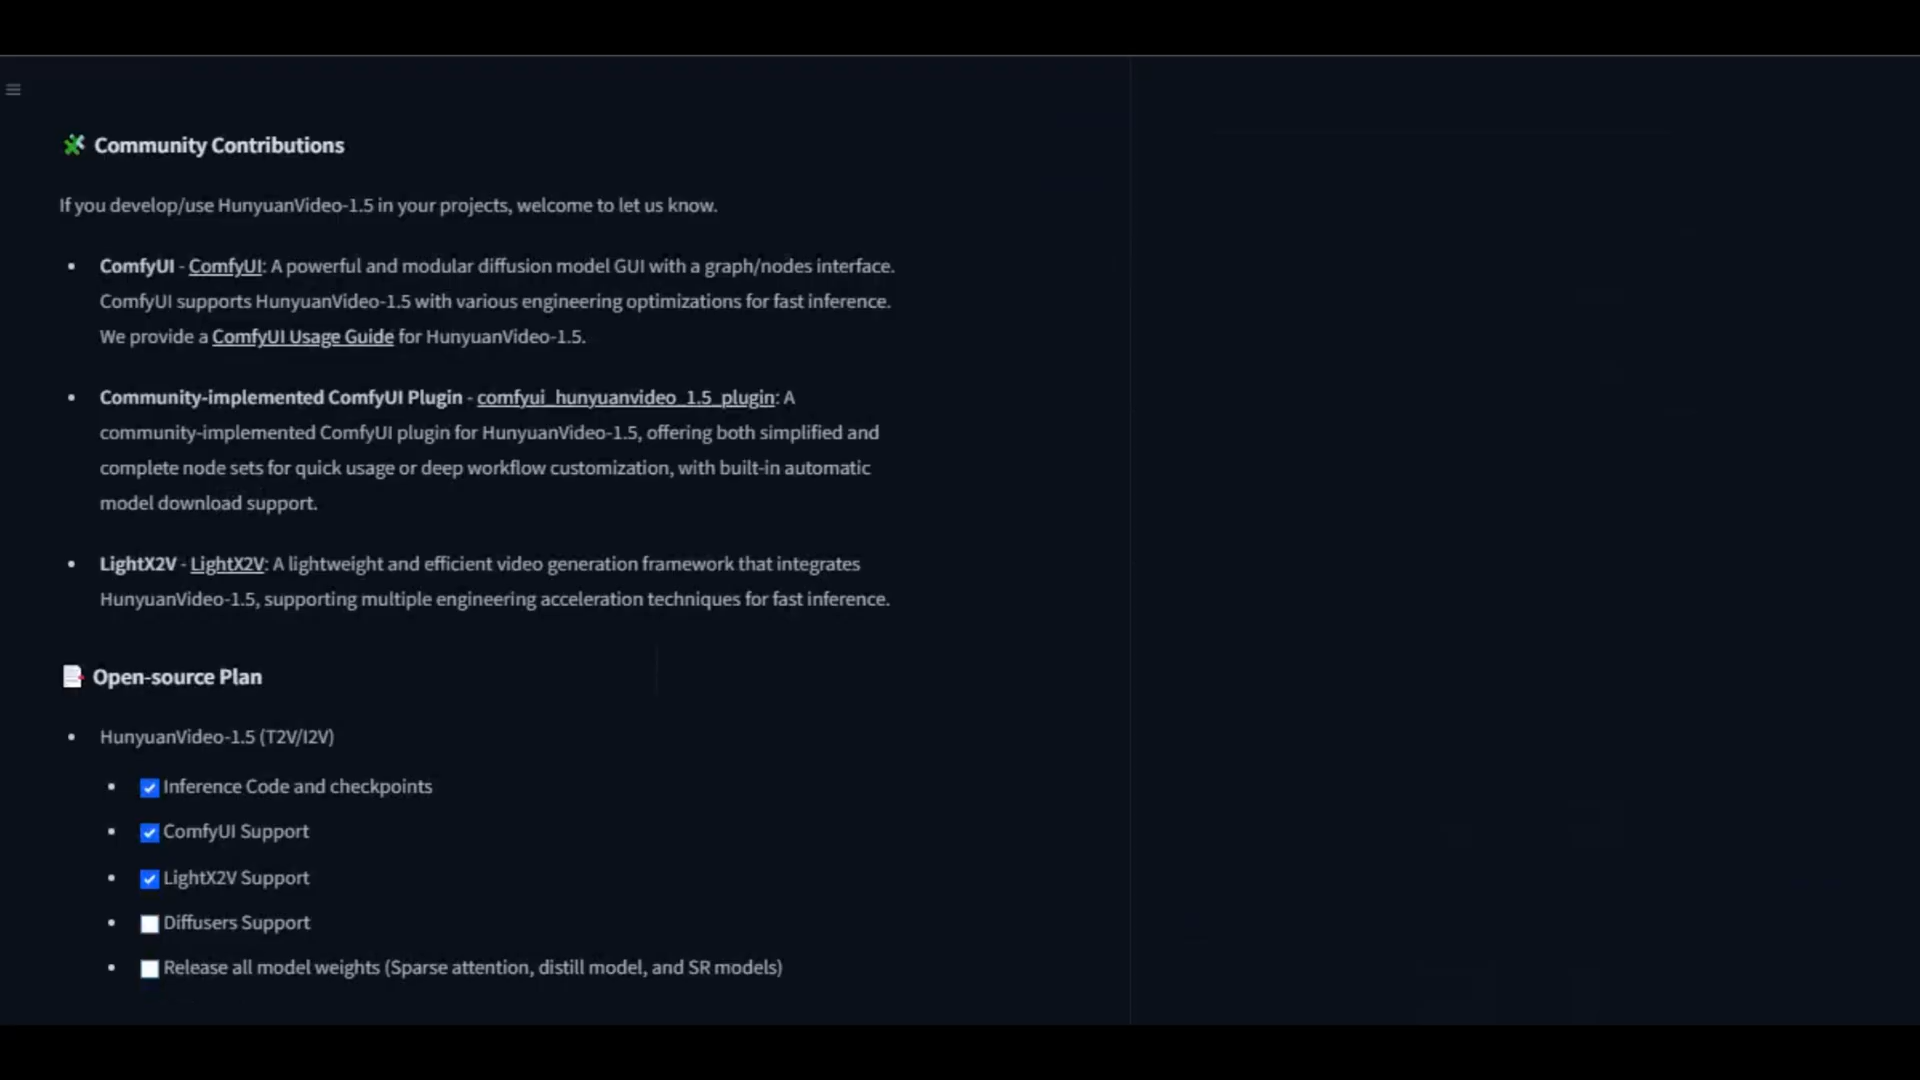 Community Contributions
If you develop/use HunyuanVideo-1.5 in your projects, welcome to let us know.
ComfyUI - ComfyUI: A powerful and modular diffusion model GUI with a graph/nodes interface.
ComfyUI supports HunyuanVideo-1.5 with various engineering optimizations for fast inference.
We provide a ComfyUI Usage Guide for HunyuanVideo-1.5.
Community-implemented ComfyUI Plugin - comfyui_hunyuanvideo_1.5_plugin: A
community-implemented ComfyUI plugin for HunyuanVideo-1.5, offering both simplified and
complete node sets for quick usage or deep workflow customization, with built-in automatic
model download support.
LightX2V - LightX2V: A lightweight and efficient video generation framework that integrates
HunyuanVideo-1.5, supporting multiple engineering acceleration techniques for fast inference.
Open-source Plan
HunyuanVideo-1.5 (T2V/I2V)
Inference Code and checkpoints
ComfyUI Support
LightX2V Support
Diffusers Support
Release all model weights (Sparse attention, distill model, and SR models)